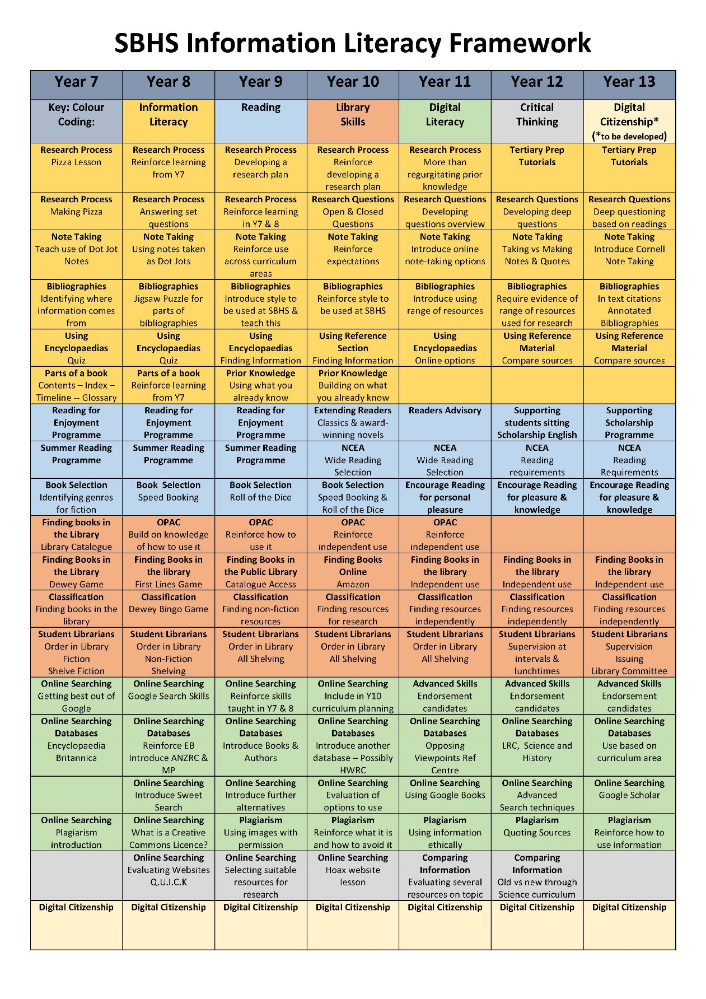 SBHS Information Literacy Framework
Year 7 Year 8 Year 9 Year 10 Year 11 Year 12 Year 13
Key: Colour
Coding:
Information
Literacy
Reading
Library
Skills
Digital
Literacy
Critical
Thinking
Digital
Citizenship*
(*to be developed)
Research Process
Pizza Lesson
Research Process
Reinforce learning
from Y7
Research Process
Developing a
research plan
Research Process
Reinforce
developing a
research plan
Research Process
More than
regurgitating prior
knowledge
Tertiary Prep
Tutorials
Tertiary Prep
Tutorials
Research Process
Making Pizza
Research Process
Answering set
questions
Research Process
Reinforce learning
in Y7 & 8
Research Questions
Open & Closed
Questions
Research Questions
Developing
questions overview
Research Questions
Developing deep
questions
Research Questions
Deep questioning
based on readings
Note Taking
Teach use of Dot Jot
Notes
Note Taking
Using notes taken
as Dot Jots
Note Taking
Reinforce use
across curriculum
areas
Note Taking
Reinforce
expectations
Note Taking
Introduce online
note-taking options
Note Taking
Taking vs Making
Notes & Quotes
Note Taking
Introduce Cornell
Note Taking
Bibliographies
Identifying where
information comes
from
Bibliographies
Jigsaw Puzzle for
parts of
bibliographies
Bibliographies
Introduce style to
be used at SBHS &
teach this
Bibliographies
Reinforce style to
be used at SBHS
Bibliographies
Introduce using
range of resources
Bibliographies
Require evidence of
range of resources
used for research
Bibliographies
In text citations
Annotated
Bibliographies
Using
Encyclopaedias
Quiz
Using
Encyclopaedias
Quiz
Using
Encyclopaedias
Finding Information
Using Reference
Section
Finding Information
Using
Encyclopaedias
Online options
Using Reference
Material
Compare sources
Using Reference
Material
Compare sources
Parts of a book
Contents – Index –
Timeline -- Glossary
Parts of a book
Reinforce learning
from Y7
Prior Knowledge
Using what you
already know
Prior Knowledge
Building on what
you already know
Reading for
Enjoyment
Programme
Reading for
Enjoyment
Programme
Reading for
Enjoyment
Programme
Extending Readers
Classics & award-
winning novels
Readers Advisory
Supporting
students sitting
Scholarship English
Supporting
Scholarship
Programme
Summer Reading
Programme
Summer Reading
Programme
Summer Reading
Programme
NCEA
Wide Reading
Selection
NCEA
Wide Reading
Selection
NCEA
Reading
requirements
NCEA
Reading
Requirements
Book Selection
Identifying genres
for fiction
Book Selection
Speed Booking
Book Selection
Roll of the Dice
Book Selection
Speed Booking &
Roll of the Dice
Encourage Reading
for personal
pleasure
Encourage Reading
for pleasure &
knowledge
Encourage Reading
for pleasure &
knowledge
Finding books in
the Library
Library Catalogue
OPAC
Build on knowledge
of how to use it
OPAC
Reinforce how to
use it
OPAC
Reinforce
independent use
OPAC
Reinforce
independent use
Finding Books in
the Library
Dewey Game
Finding Books in
the library
First Lines Game
Finding Books in
the Public Library
Catalogue Access
Finding Books
Online
Amazon
Finding Books in
the library
Independent use
Finding Books in
the library
Independent use
Finding Books in
the library
Independent use
Classification
Finding books in the
library
Classification
Dewey Bingo Game
Classification
Finding non-fiction
resources
Classification
Finding resources
for research
Classification
Finding resources
independently
Classification
Finding resources
independently
Classification
Finding resources
independently
Student Librarians
Order in Library
Fiction
Shelve Fiction
Student Librarians
Order in Library
Non-Fiction
Shelving
Student Librarians
Order in Library
All Shelving
Student Librarians
Order in Library
All Shelving
Student Librarians
Order in Library
All Shelving
Student Librarians
Supervision at
intervals &
lunchtimes
Student Librarians
Supervision
Issuing
Library Committee
Online Searching
Getting best out of
Google
Online Searching
Google Search Skills
Online Searching
Reinforce skills
taught in Y7 & 8
Online Searching
Include in Y10
curriculum planning
Advanced Skills
Endorsement
candidates
Advanced Skills
Endorsement
candidates
Advanced Skills
Endorsement
candidates
Online Searching
Databases
Encyclopaedia
Britannica
Online Searching
Databases
Reinforce EB
Introduce ANZRC &
MP
Online Searching
Databases
Introduce Books &
Authors
Online Searching
Databases
Introduce another
database – Possibly
HWRC
Online Searching
Databases
Opposing
Viewpoints Ref
Centre
Online Searching
Databases
LRC, Science and
History
Online Searching
Databases
Use based on
curriculum area
Online Searching
Introduce Sweet
Search
Online Searching
Introduce further
alternatives
Online Searching
Evaluation of
options to use
Online Searching
Using Google Books
Online Searching
Advanced
Search techniques
Online Searching
Google Scholar
Online Searching
Plagiarism
introduction
Online Searching
What is a Creative
Commons Licence?
Plagiarism
Using images with
permission
Plagiarism
Reinforce what it is
and how to avoid it
Plagiarism
Using information
ethically
Plagiarism
Quoting Sources
Plagiarism
Reinforce how to
use information
Online Searching
Evaluating Websites
Q.U.I.C.K
Online Searching
Selecting suitable
resources for
research
Online Searching
Hoax website
lesson
Comparing
Information
Evaluating several
resources on topic
Comparing
Information
Old vs new through
Science curriculum
Digital Citizenship Digital Citizenship Digital Citizenship Digital Citizenship Digital Citizenship Digital Citizenship Digital Citizenship